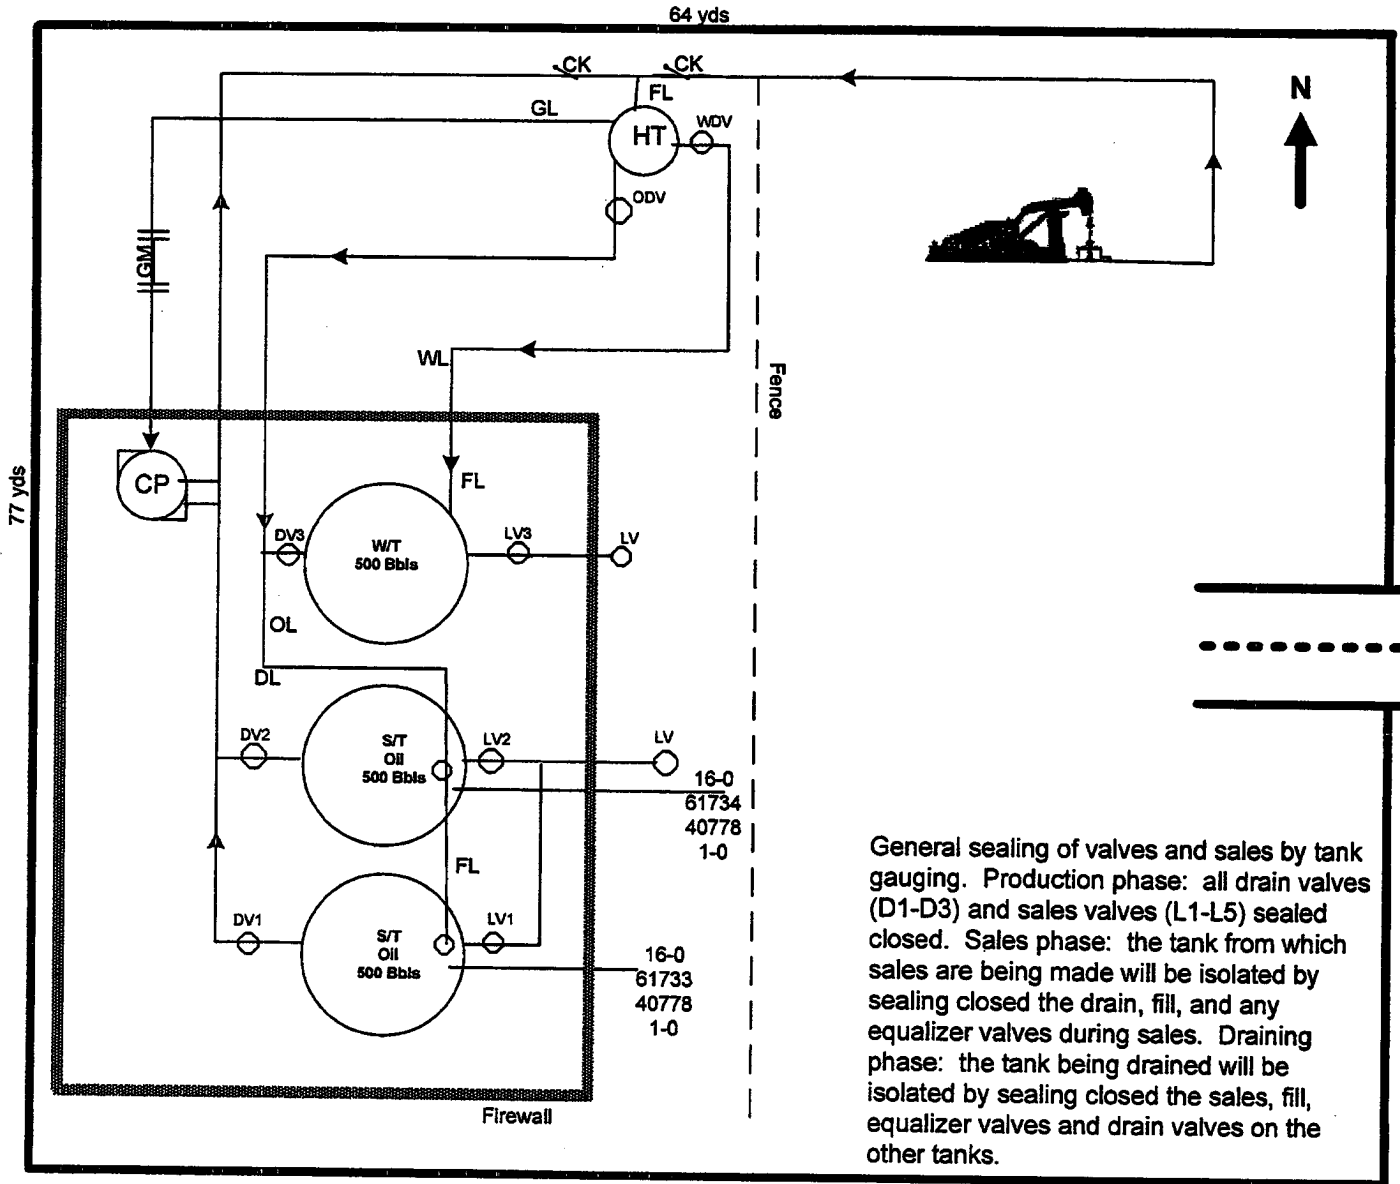 64 yds
CK
CK
FL
GL
HT
WDV
N
ODV
GM
WL
Fence
77 yds
CP
FL
DV3
W/T
500 Bbls
LV3
LV
OL
DL
DV2
S/T
Oil
500 Bbls
LV2
LV
16-0
61734
40778
1-0
FL
DV1
S/T
Oil
500 Bbls
LV1
16-0
61733
40778
1-0
Firewall
General sealing of valves and sales by tank
gauging. Production phase: all drain valves
(D1-D3) and sales valves (L1-L5) sealed
closed. Sales phase: the tank from which
sales are being made will be isolated by
sealing closed the drain, fill, and any
equalizer valves during sales. Draining
phase: the tank being drained will be
isolated by sealing closed the sales, fill,
equalizer valves and drain valves on the
other tanks.